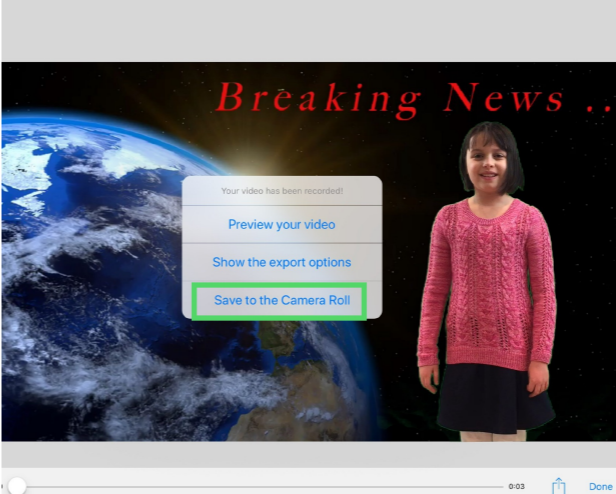 Breaking News ...
Your video has been recorded!
Preview your video
Show the export options
Save to the Camera Roll
0:03
Done